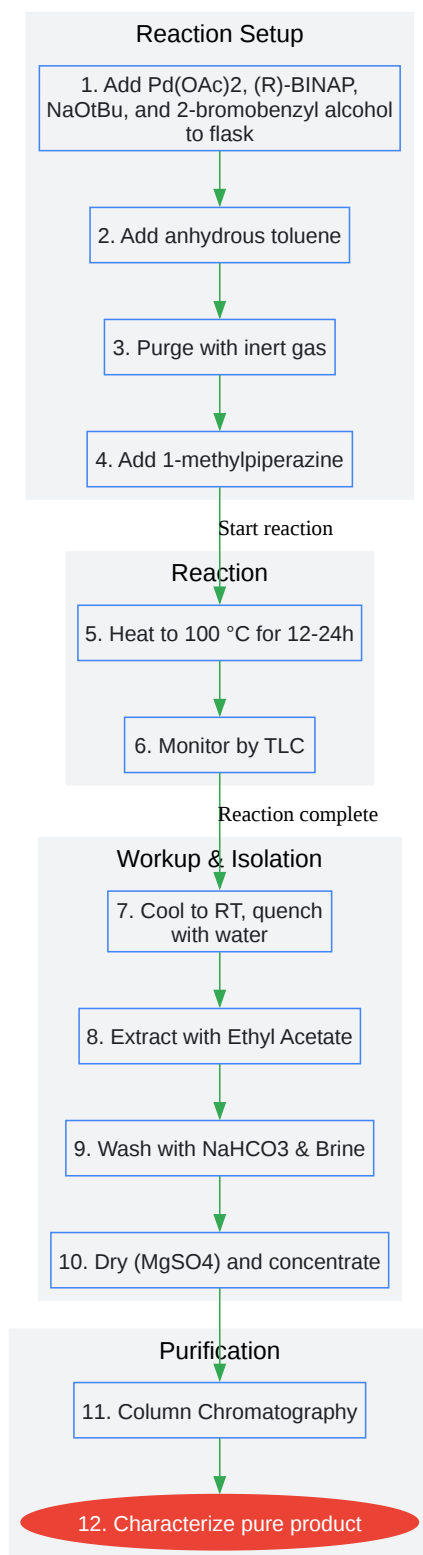 Reaction Setup
1. Add Pd(OAc)2, (R)-BINAP,
NaOtBu, and 2-bromobenzyl alcohol
to flask
2. Add anhydrous toluene
3. Purge with inert gas
4. Add 1-methylpiperazine
Start reaction
Reaction
5. Heat to 100 °C for 12-24h
6. Monitor by TLC
Reaction complete
Workup & Isolation
7. Cool to RT, quench
with water
8. Extract with Ethyl Acetate
9. Wash with NaHCO3 & Brine
10. Dry (MgSO4) and concentrate
Purification
11. Column Chromatography
12. Characterize pure product